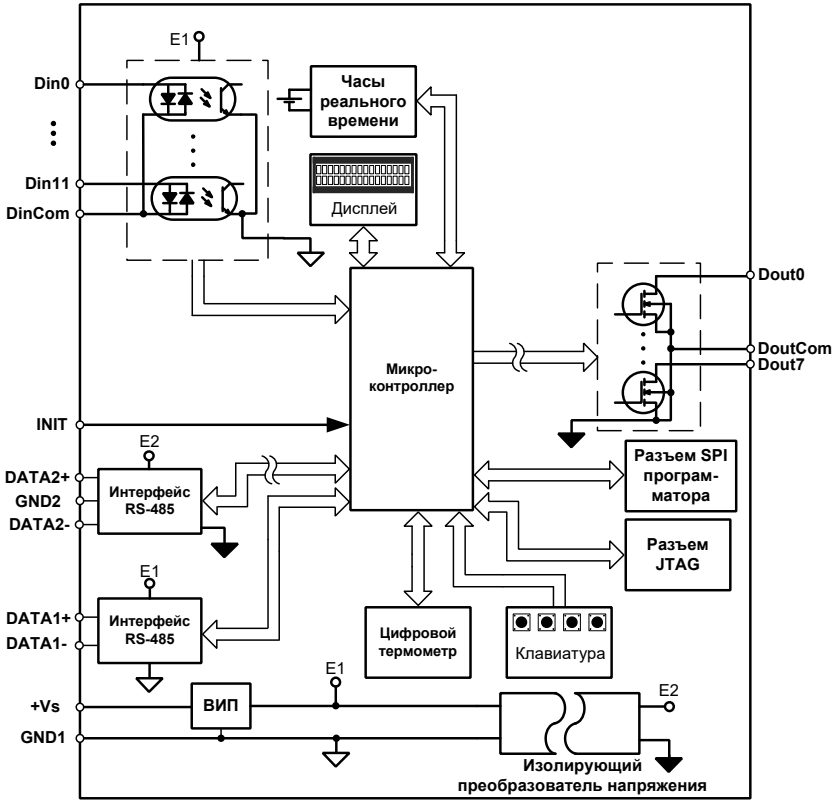 E1
Din0
Din11
DinCom
Часы
реального
времени
Дисплей
Dout0
DoutCom
Dout7
Микро-
контроллер
INIT
E2
DATA2+
GND2
DATA2-
Интерфейс
RS-485
Разъем SPI
програм-
матора
Разъем
JTAG
E1
DATA1+
DATA1-
Интерфейс
RS-485
Цифровой
термометр
Клавиатура
+Vs
GND1
ВИП
E1
E2
Изолирующий
преобразователь напряжения